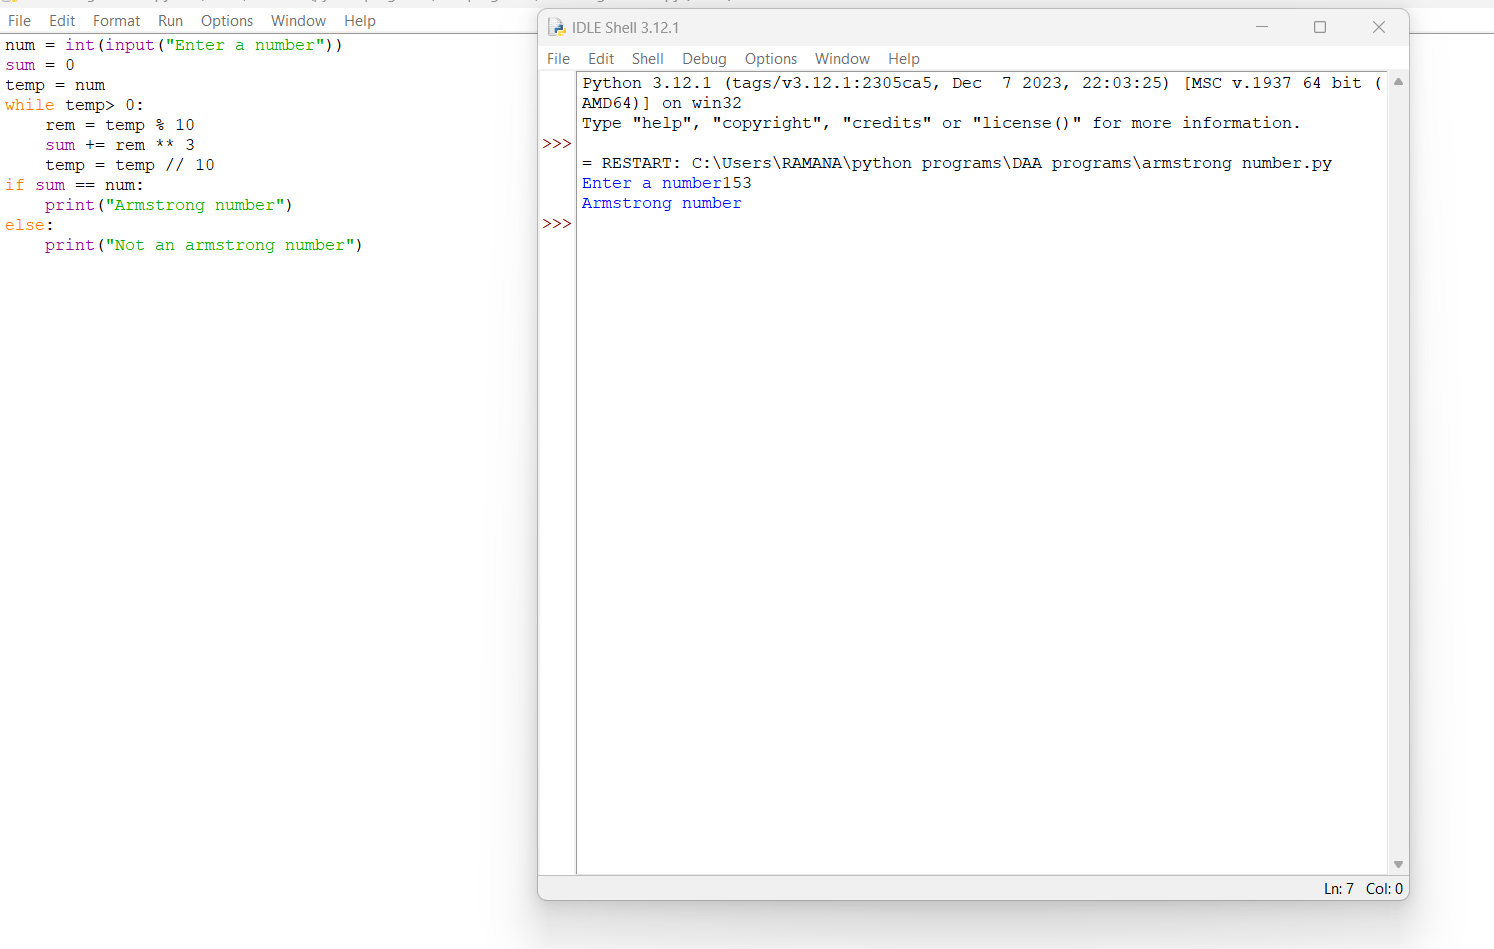 File Edit Format Run Options Window Help
num = int(input("Enter a number"))
sum = 0
temp = num
while temp> 0:
    rem = temp % 10
    sum += rem ** 3
    temp = temp // 10
if sum == num:
    print("Armstrong number")
else:
    print("Not an armstrong number")
IDLE Shell 3.12.1
File Edit Shell Debug Options Window Help
Python 3.12.1 (tags/v3.12.1:2305ca5, Dec  7 2023, 22:03:25) [MSC v.1937 64 bit (
AMD64)] on win32
Type "help", "copyright", "credits" or "license()" for more information.
>>>
= RESTART: C:\Users\RAMANA\python programs\DAA programs\armstrong number.py
Enter a number153
Armstrong number
>>>
Ln: 7 Col: 0